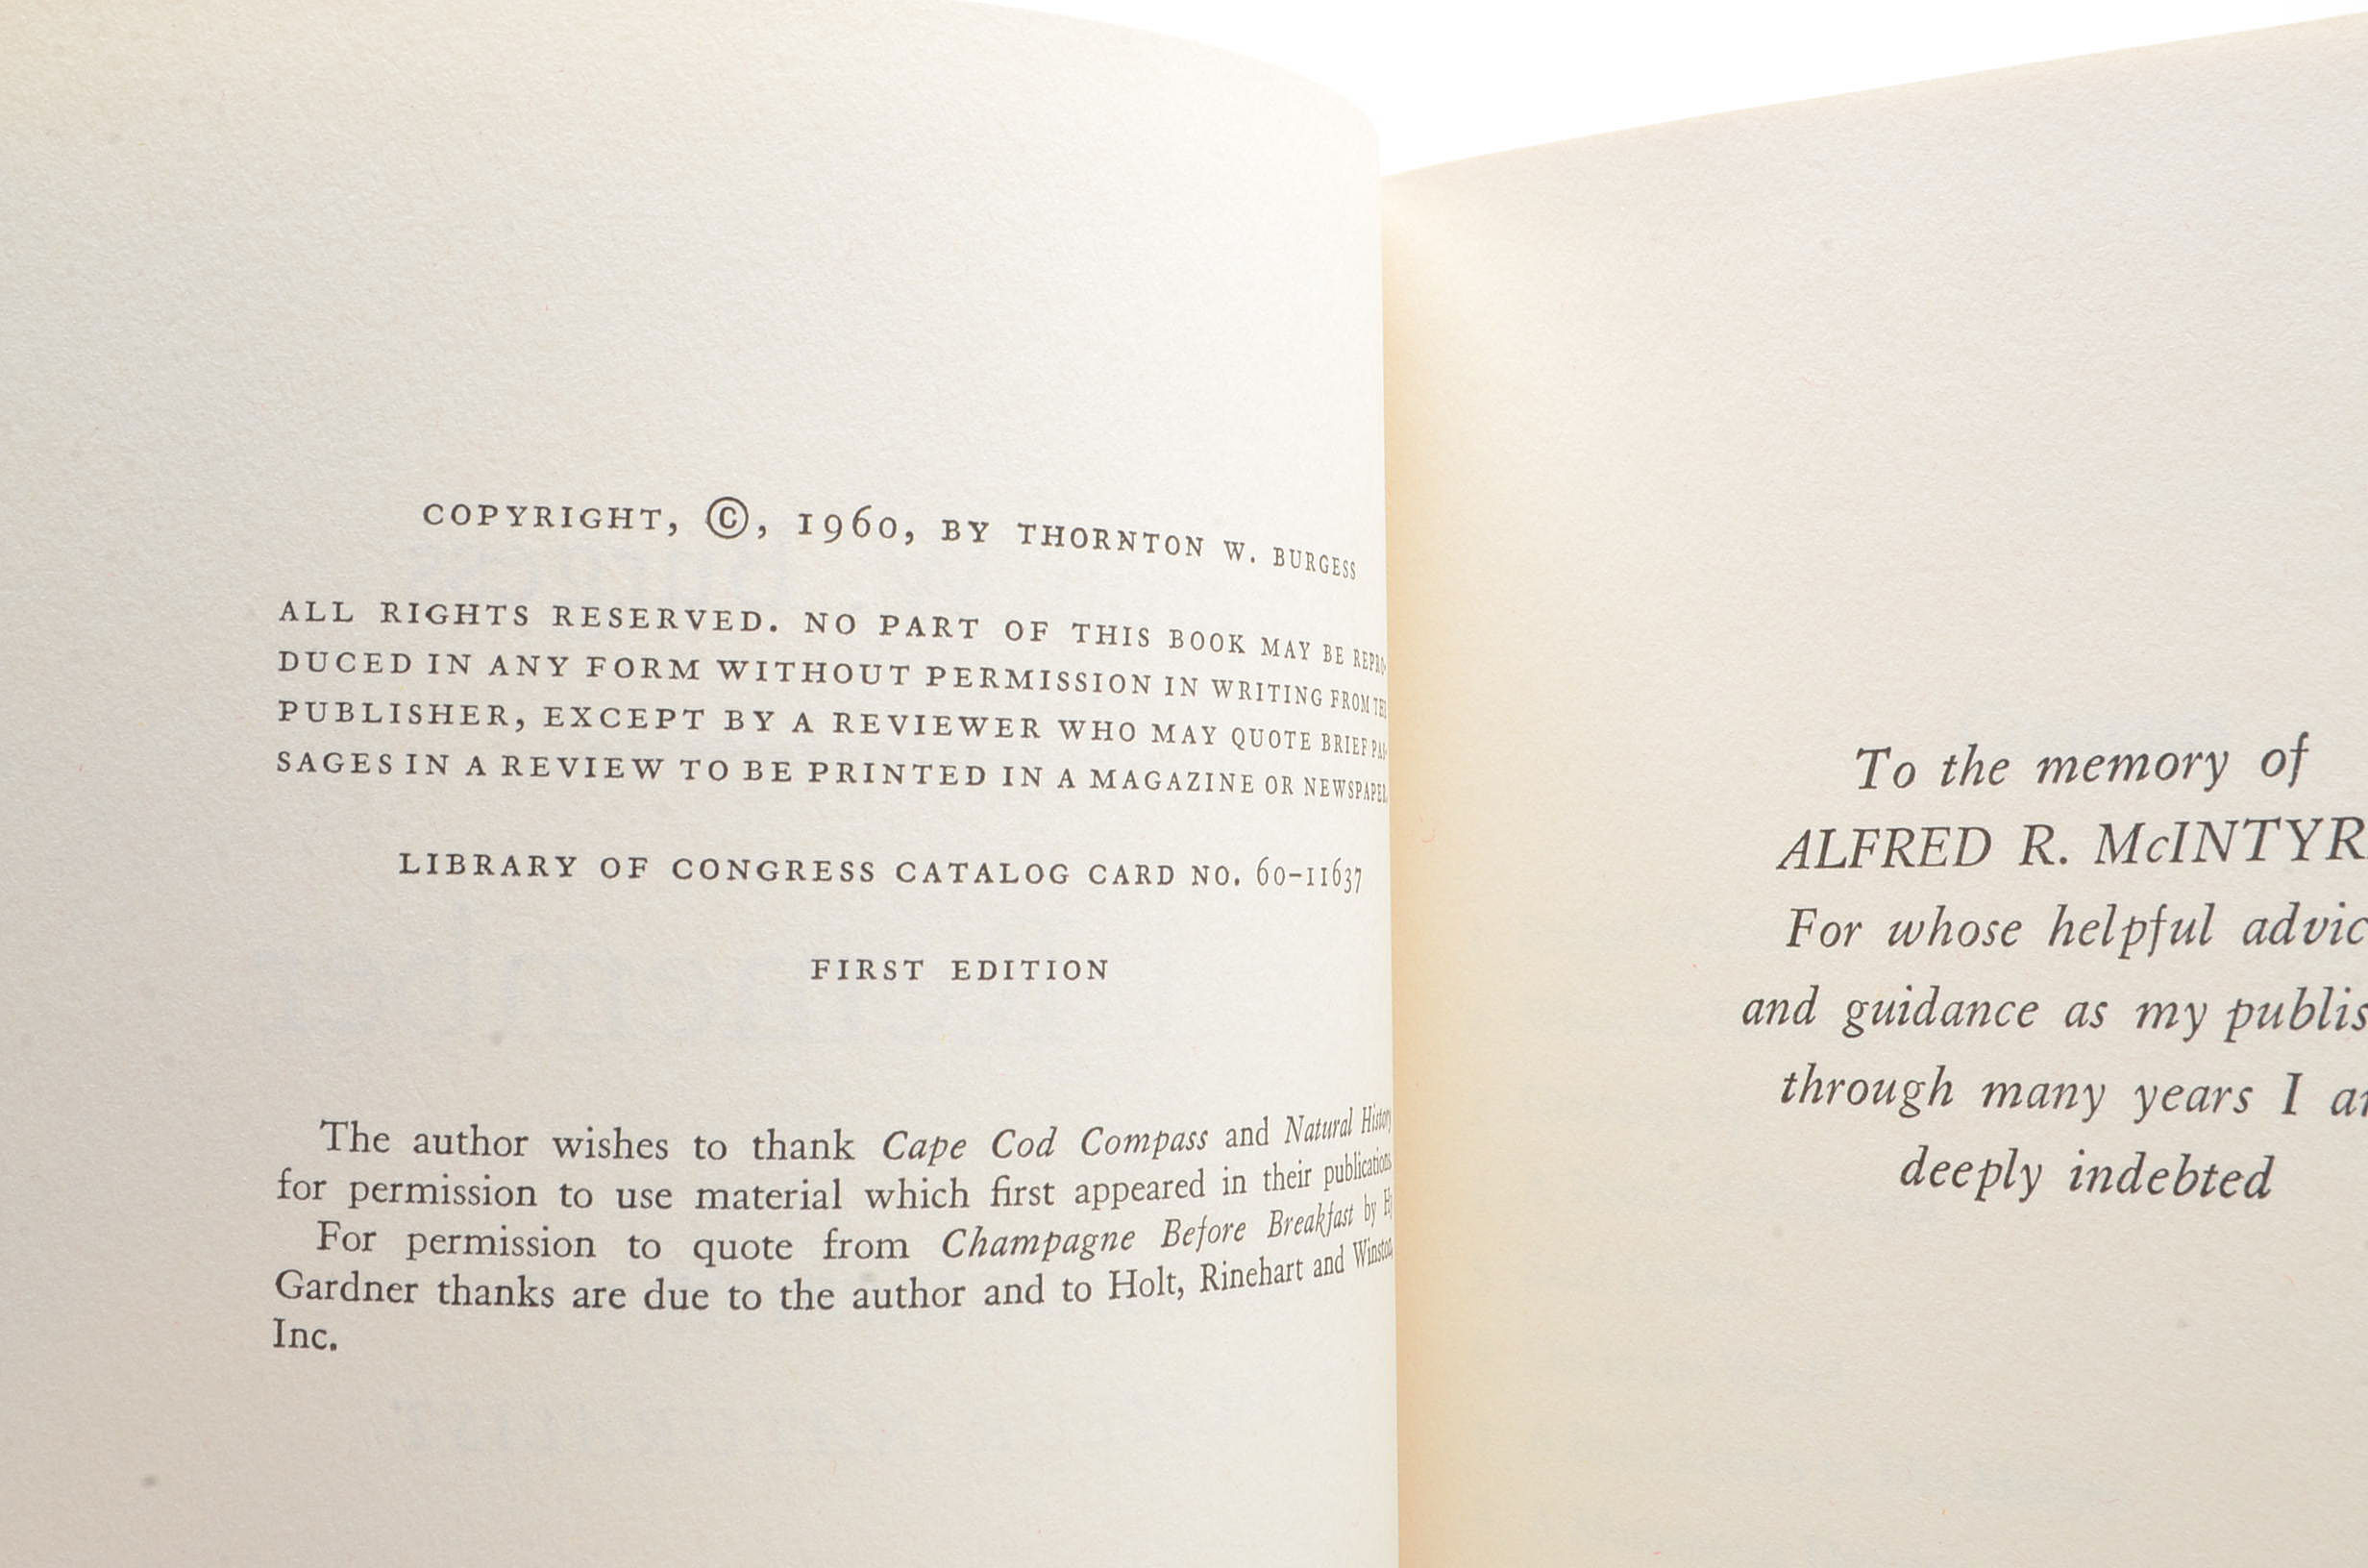 COPYRIGHT, ©, 1960, BY THORNTON W. BURGESS
ALL RIGHTS RESERVED. NO PART OF THIS BOOK MAY BE REPRO-
DUCED IN ANY FORM WITHOUT PERMISSION IN WRITING FROM THE
PUBLISHER, EXCEPT BY A REVIEWER WHO MAY QUOTE BRIEF PAS-
SAGES IN A REVIEW TO BE PRINTED IN A MAGAZINE OR NEWSPAPER.
LIBRARY OF CONGRESS CATALOG CARD NO. 60-11637
FIRST EDITION
The author wishes to thank Cape Cod Compass and Natural History
for permission to use material which first appeared in their publications.
For permission to quote from Champagne Before Breakfast by Hy
Gardner thanks are due to the author and to Holt, Rinehart and Winston,
Inc.
To the memory of
ALFRED R. McINTYR
For whose helpful advic
and guidance as my publis
through many years I a
deeply indebted